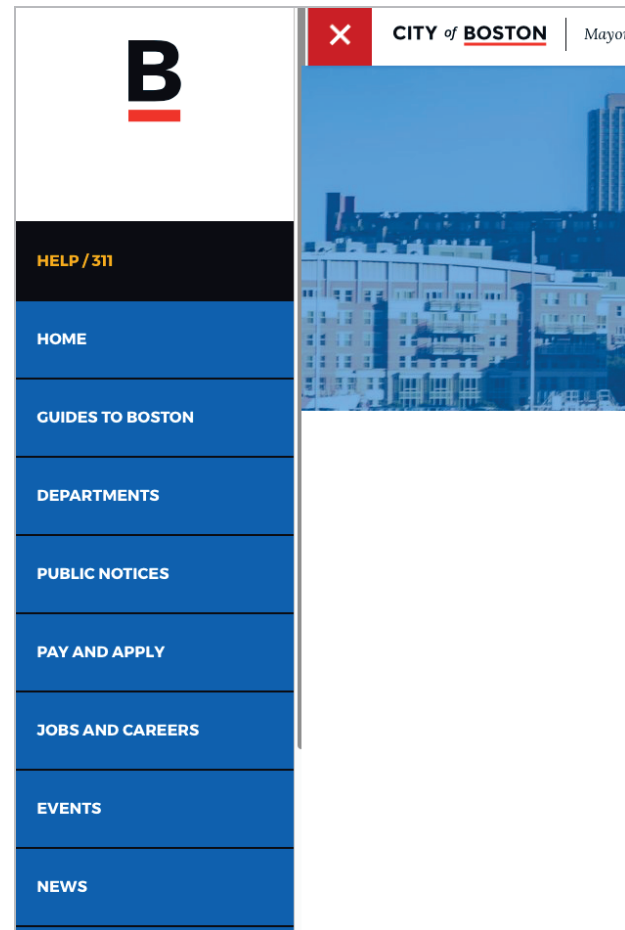 B
CITY of BOSTON
HELP / 311
HOME
GUIDES TO BOSTON
DEPARTMENTS
PUBLIC NOTICES
PAY AND APPLY
JOBS AND CAREERS
EVENTS
NEWS